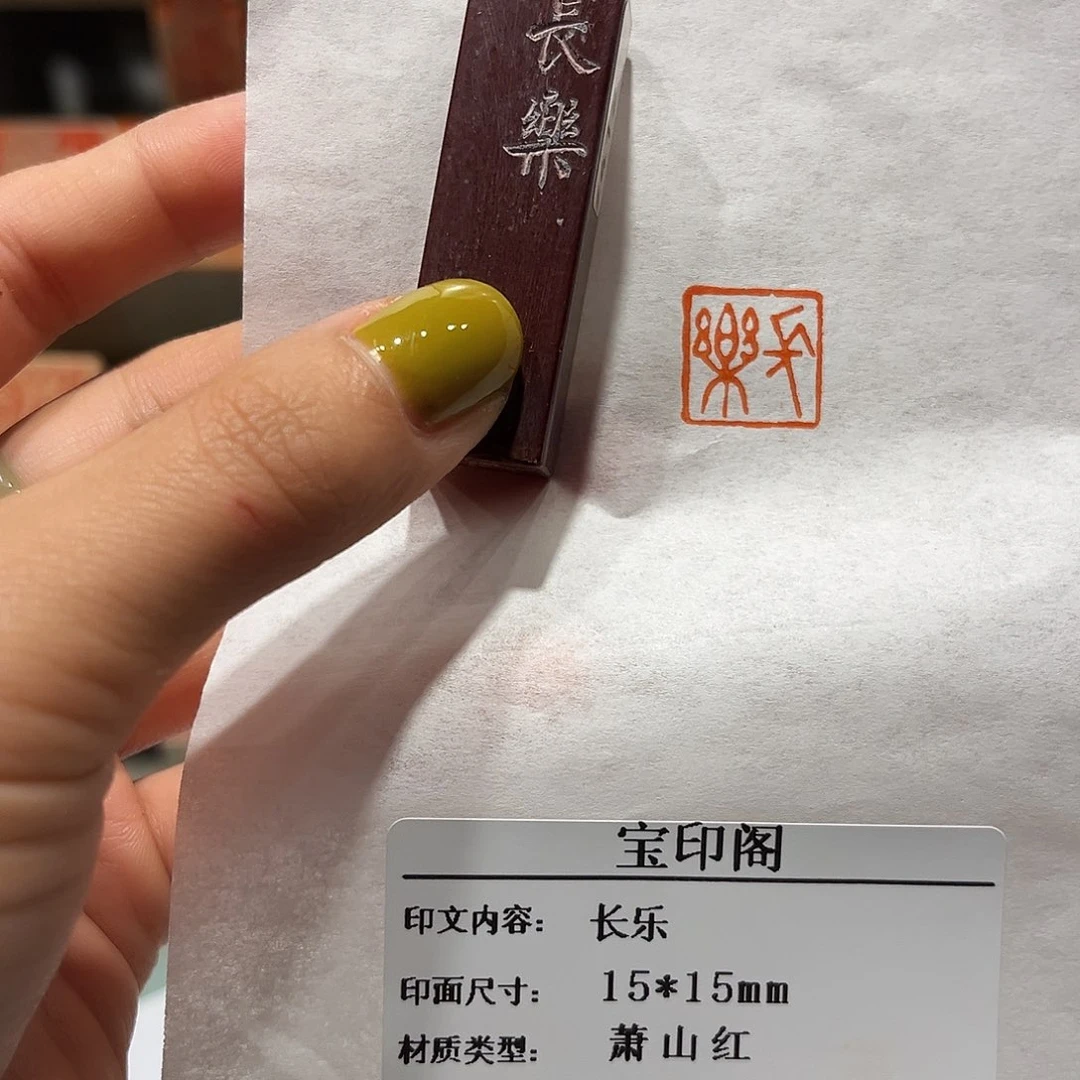 長樂
長樂
宝印阁
印文内容： 长乐
印面尺寸： 15*15mm
材质类型： 萧山红